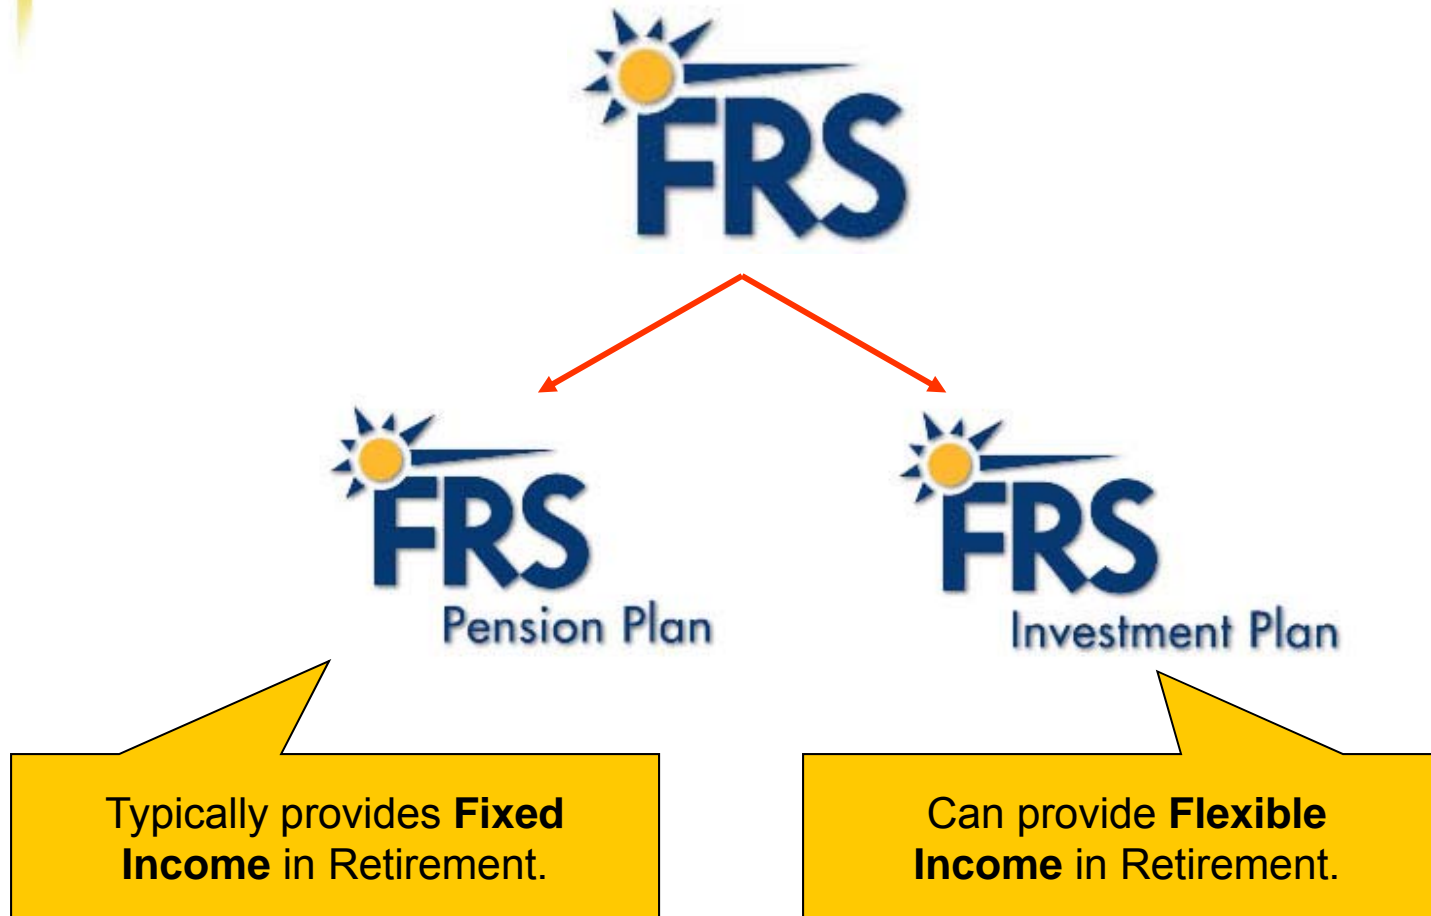 FRS
FRS
Pension Plan
FRS
Investment Plan
Typically provides Fixed
Income in Retirement.
Can provide Flexible
Income in Retirement.